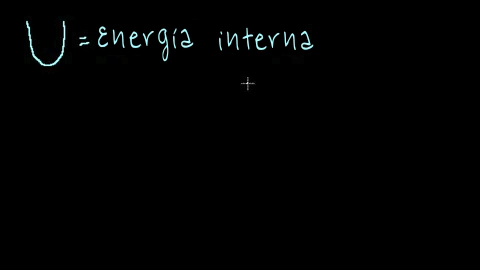 U = Energía interna